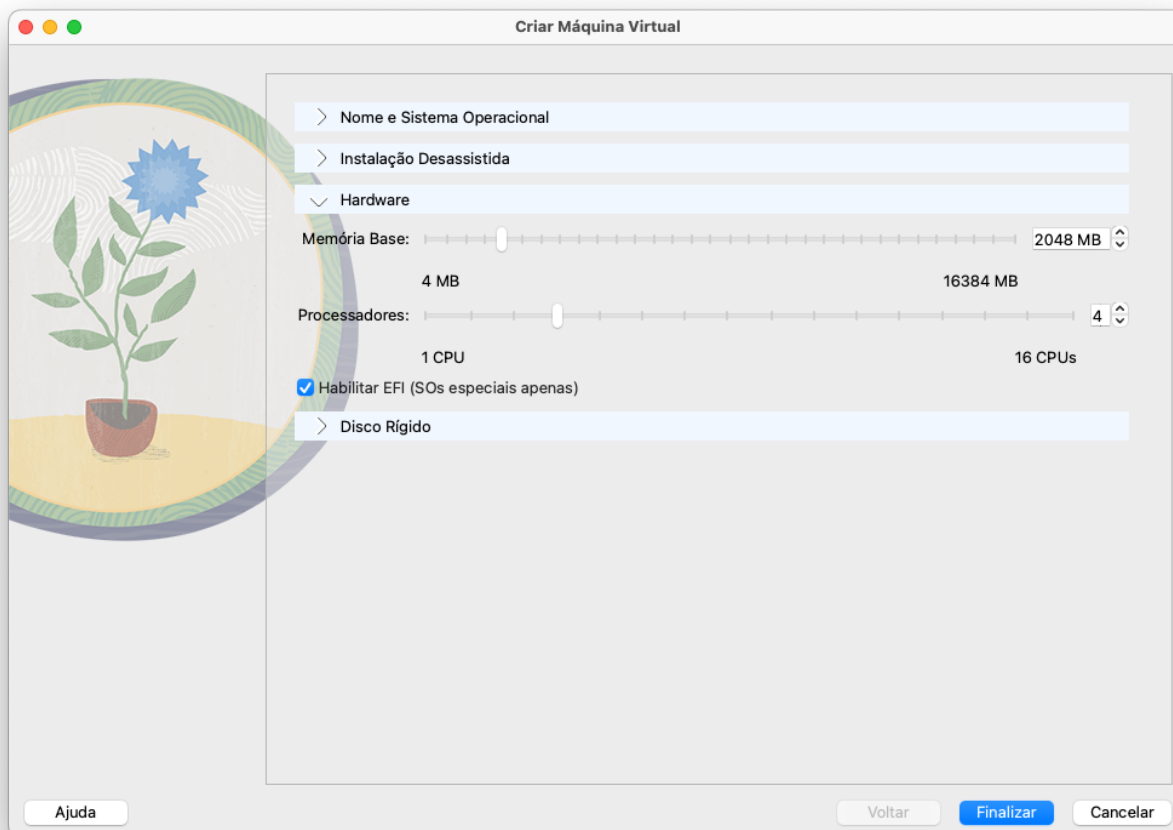 Criar Máquina Virtual
Nome e Sistema Operacional
Instalação Desassistida
Hardware
Memória Base: 2048 MB
4 MB 16384 MB
Processadores: 4
1 CPU 16 CPUs
Habilitar EFI (SOs especiais apenas)
Disco Rígido
Ajuda Voltar Finalizar Cancelar